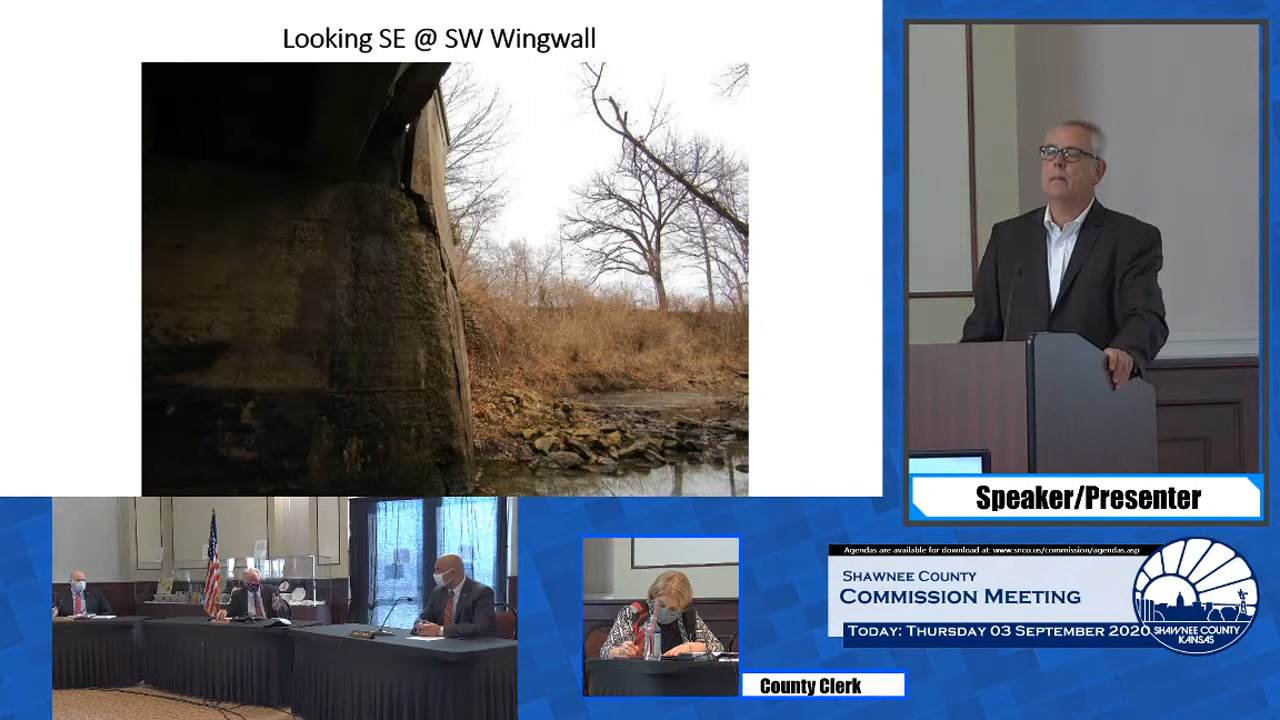 Looking SE @ SW Wingwall
Speaker/Presenter
Agendas are available for download at: www.snco.us/commission/agendas.asp
Shawnee County
Commission Meeting
Today: Thursday 03 September 2020
SHAWNEE COUNTY
KANSAS
County Clerk